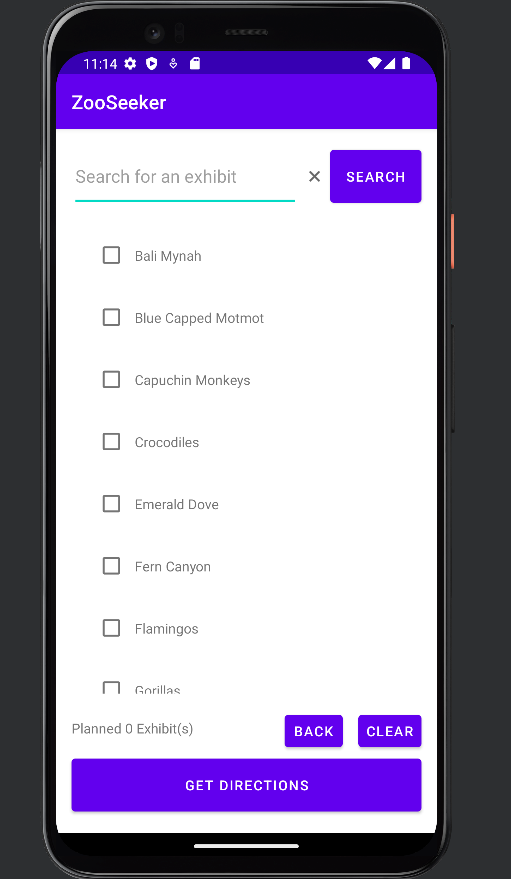 11:14
ZooSeeker
Search for an exhibit
SEARCH
Bali Mynah
Blue Capped Motmot
Capuchin Monkeys
Crocodiles
Emerald Dove
Fern Canyon
Flamingos
Gorillas
Planned 0 Exhibit(s)
BACK
CLEAR
GET DIRECTIONS